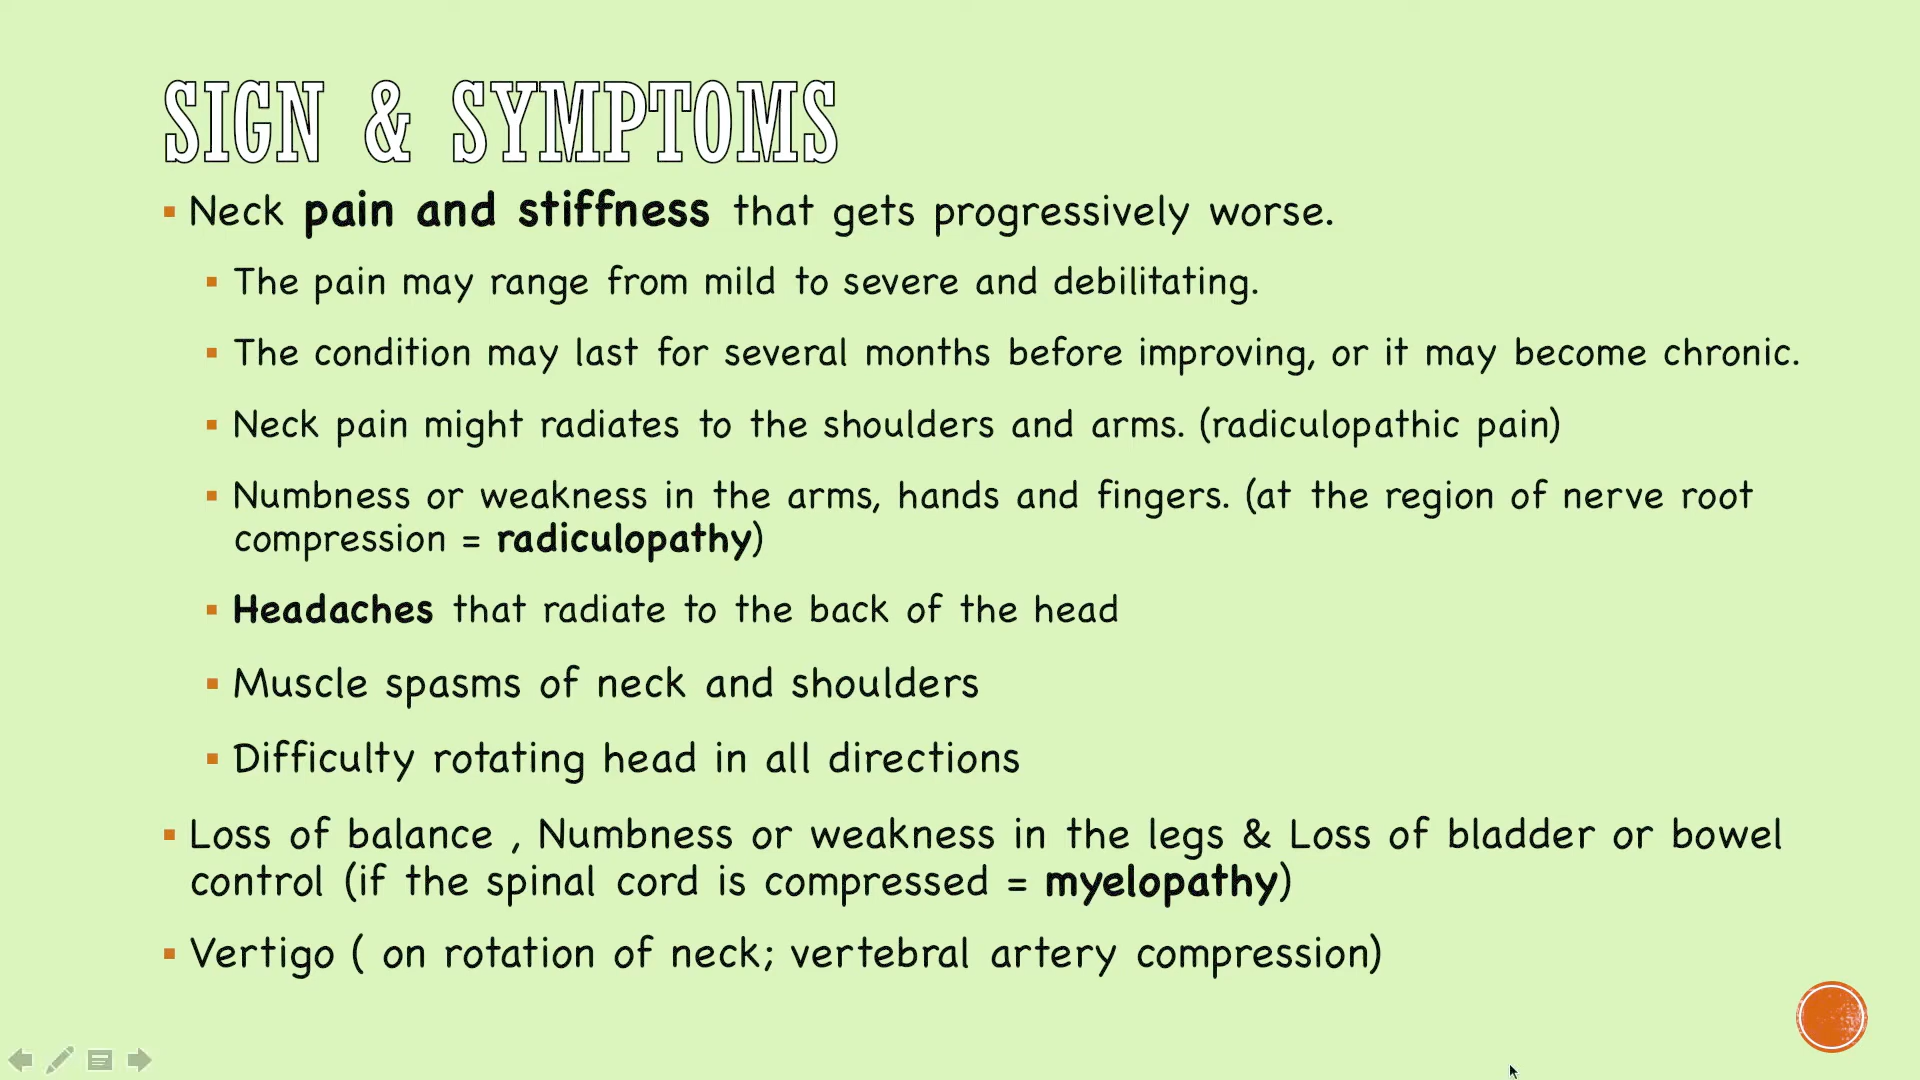 SIGN & SYMPTOMS
▪ Neck pain and stiffness that gets progressively worse.
▪ The pain may range from mild to severe and debilitating.
▪ The condition may last for several months before improving, or it may become chronic.
▪ Neck pain might radiates to the shoulders and arms. (radiculopathic pain)
▪ Numbness or weakness in the arms, hands and fingers. (at the region of nerve root
compression = radiculopathy)
▪ Headaches that radiate to the back of the head
▪ Muscle spasms of neck and shoulders
▪ Difficulty rotating head in all directions
▪ Loss of balance , Numbness or weakness in the legs & Loss of bladder or bowel
control (if the spinal cord is compressed = myelopathy)
▪ Vertigo ( on rotation of neck; vertebral artery compression)